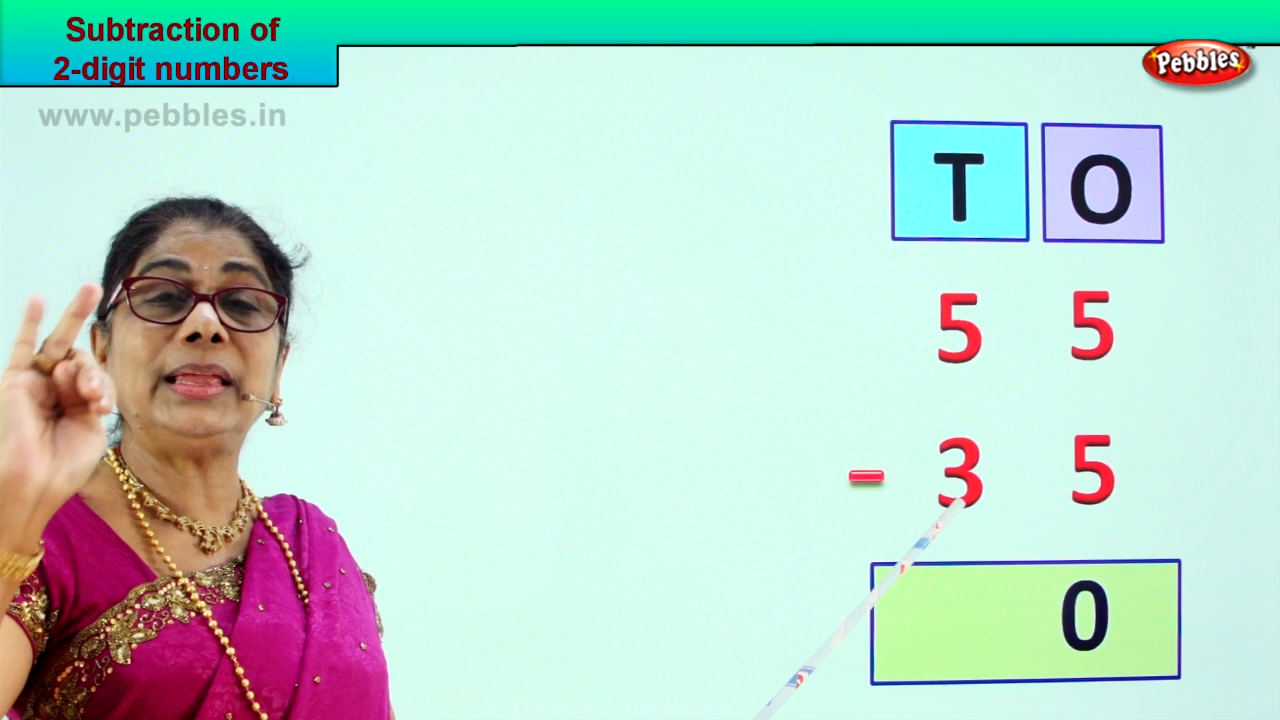 Subtraction of
2-digit numbers
Pebbles
www.pebbles.in
T O
5 5
- 3 5
0